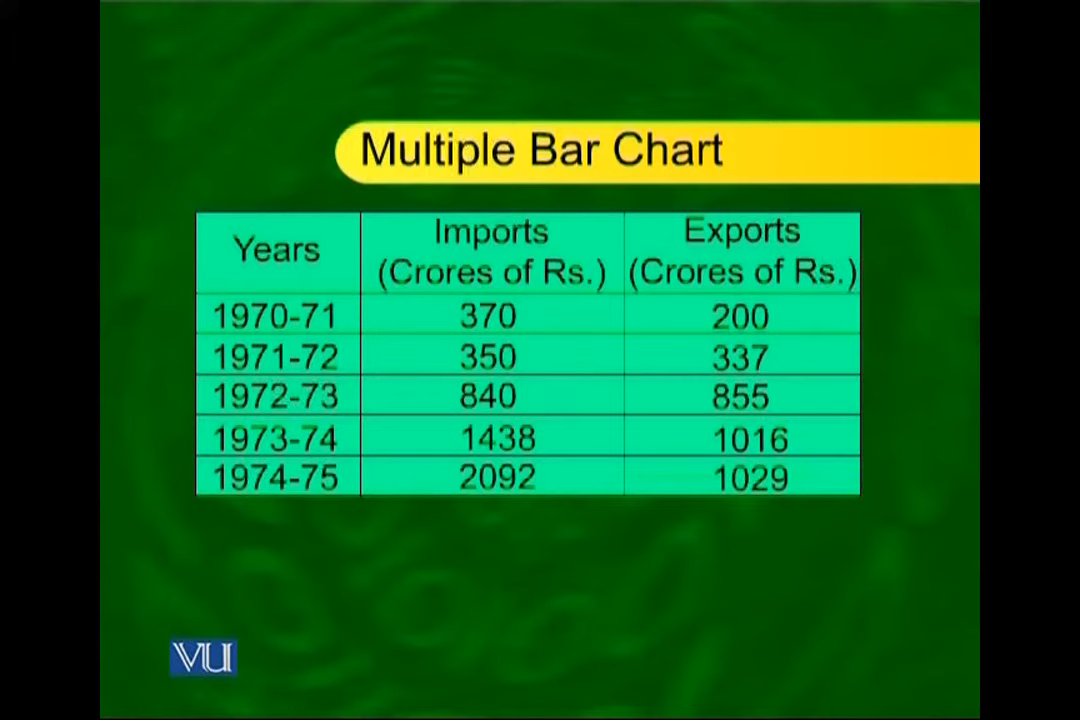 Multiple Bar Chart
Years Imports (Crores of Rs.) Exports (Crores of Rs.)
1970-71 370 200
1971-72 350 337
1972-73 840 855
1973-74 1438 1016
1974-75 2092 1029
VU